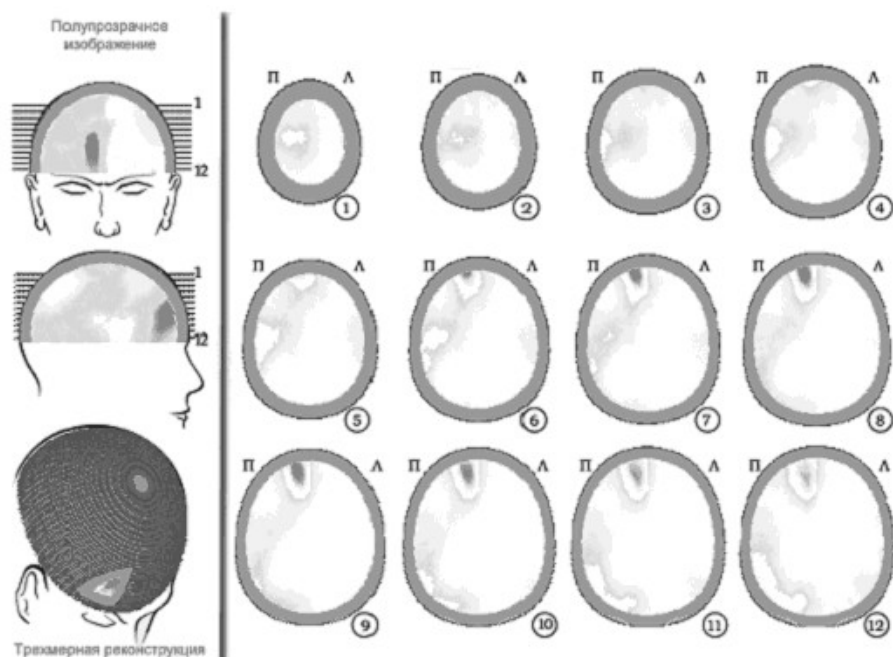 Полупрозрачное
изображение
1
12
1
12
Трехмерная реконструкция
П Л
1
П Л
2
П Л
3
П Л
4
П Л
5
П Л
6
П Л
7
П Л
8
П Л
9
П Л
10
П Л
11
П Л
12